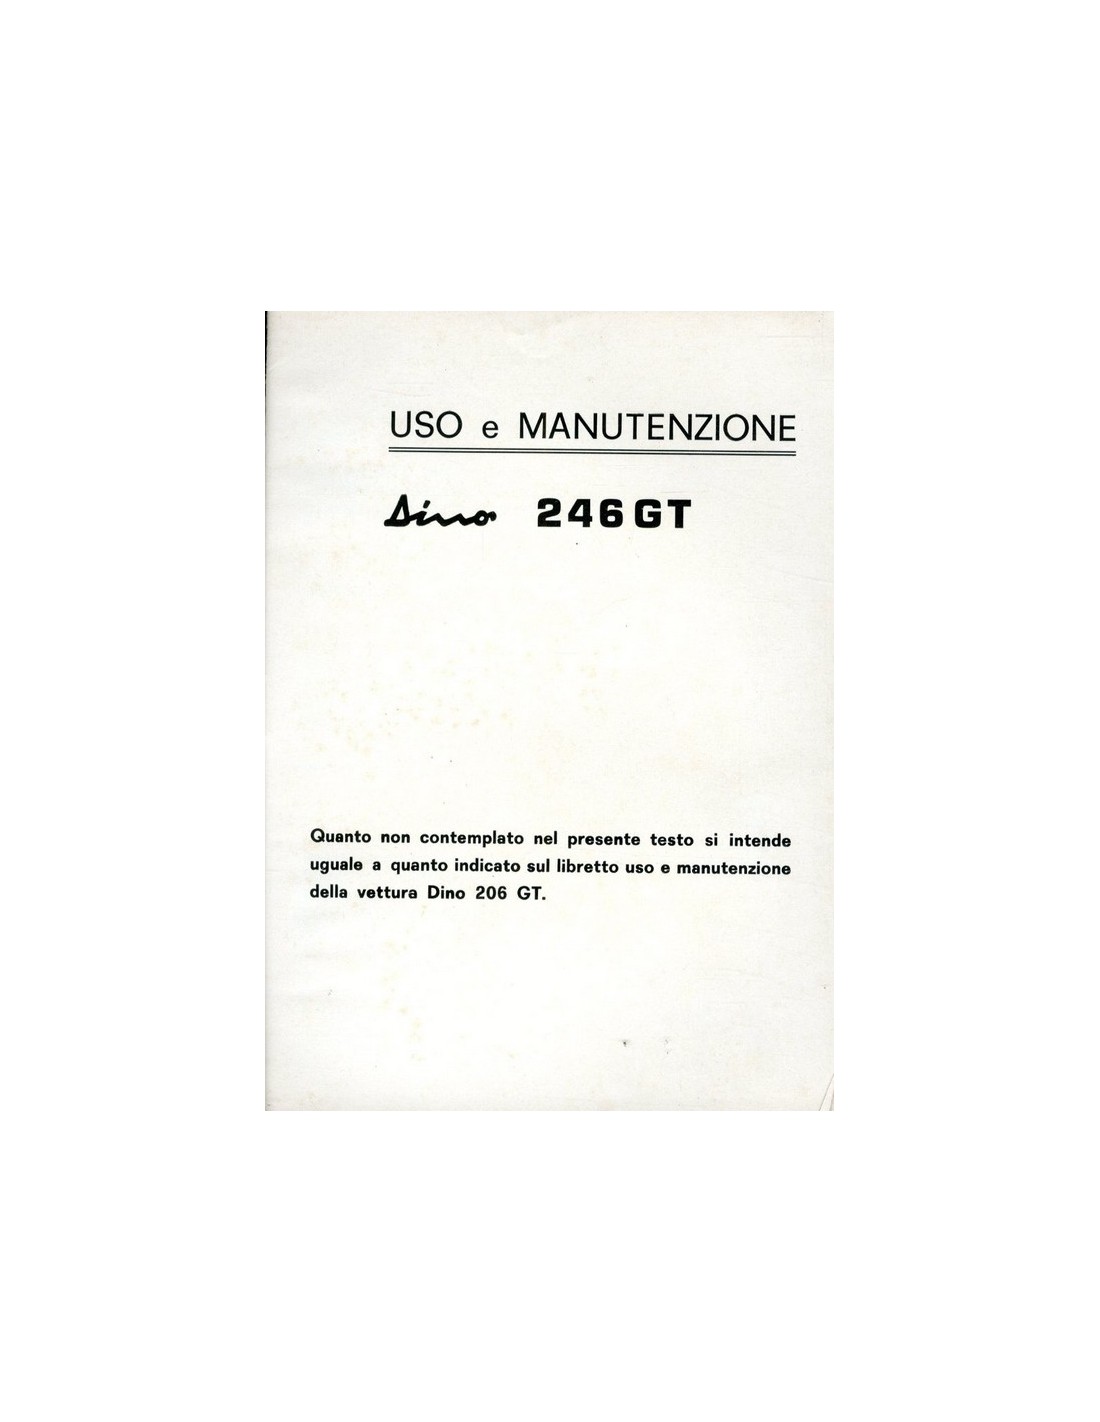 USO e MANUTENZIONE
Dino 246 GT
Quanto non contemplato nel presente testo si intende
uguale a quanto indicato sul libretto uso e manutenzione
della vettura Dino 206 GT.